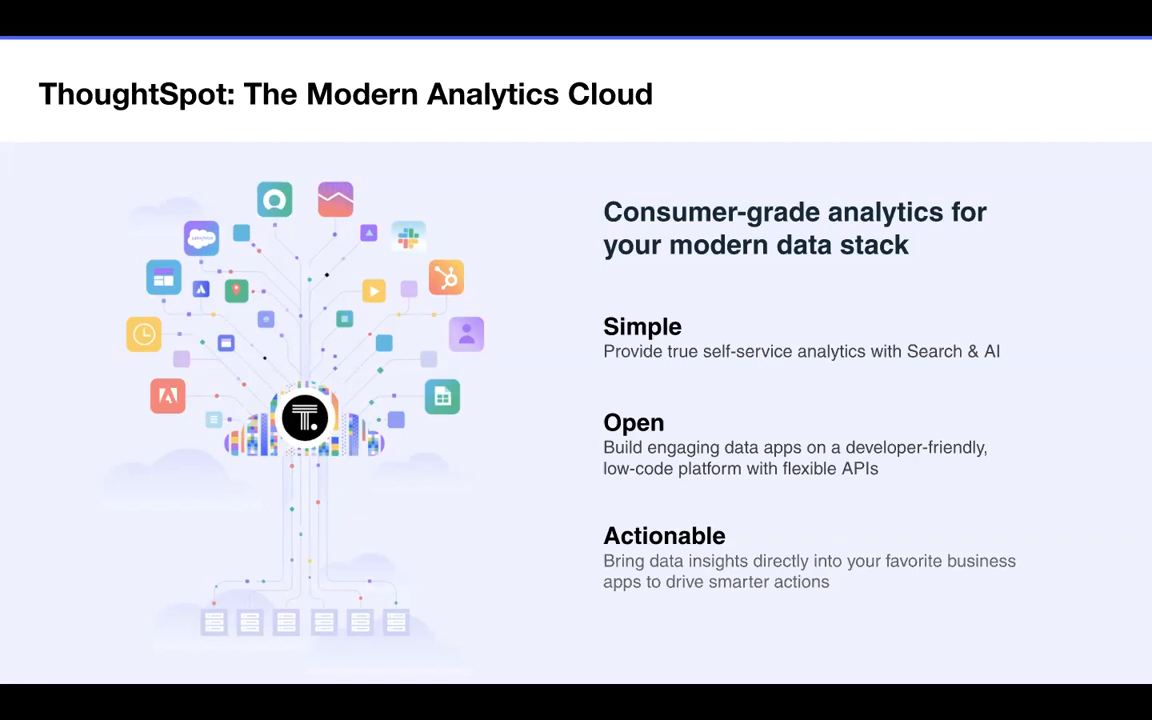 ThoughtSpot: The Modern Analytics Cloud
Consumer-grade analytics for
your modern data stack
Simple
Provide true self-service analytics with Search & AI
Open
Build engaging data apps on a developer-friendly,
low-code platform with flexible APIs
Actionable
Bring data insights directly into your favorite business
apps to drive smarter actions